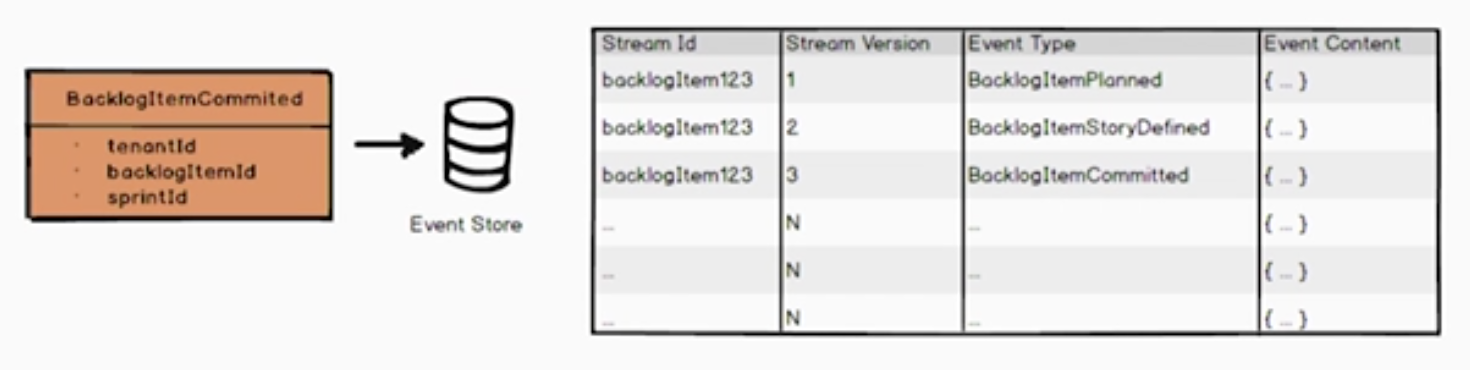 BacklogItemCommited
· tenantId
· backlogItemId
· sprintId
Event Store
Stream Id Stream Version Event Type Event Content
backlogItem123 1 BacklogItemPlanned { ... }
backlogItem123 2 BacklogItemStoryDefined { ... }
backlogItem123 3 BacklogItemCommitted { ... }
... N ... { ... }
... N ... { ... }
... N ... { ... }